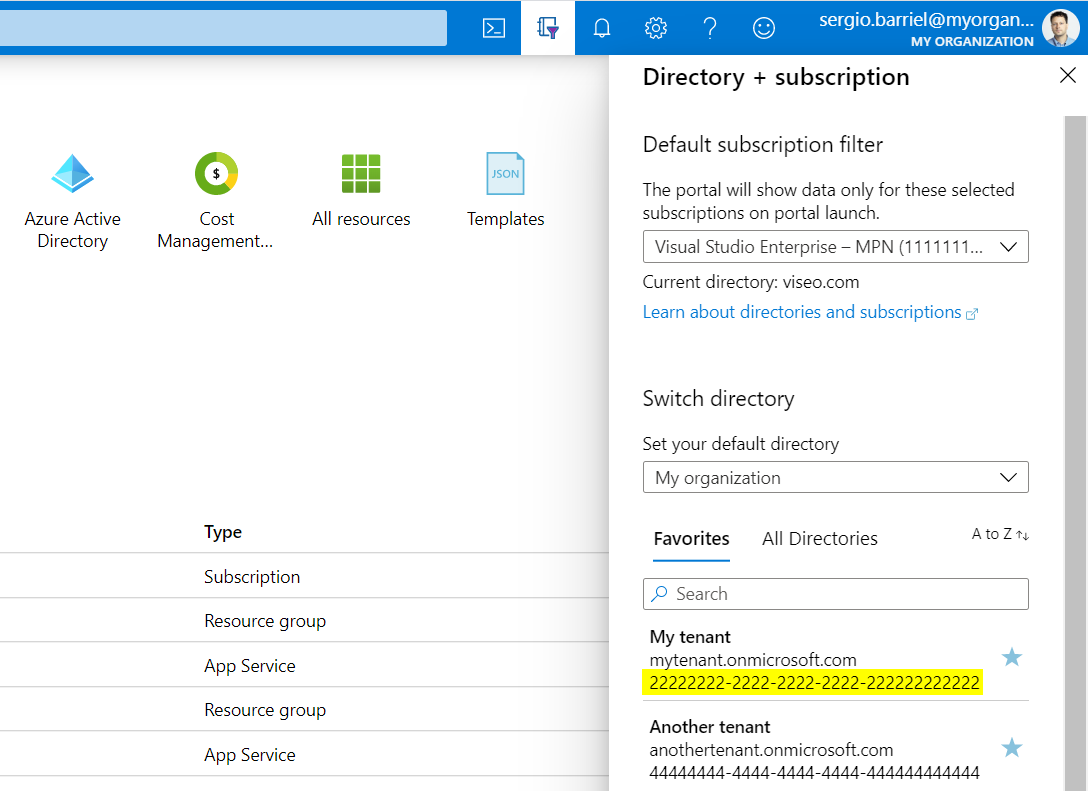 sergio.barriel@myorgan...
MY ORGANIZATION
Directory + subscription
Default subscription filter
The portal will show data only for these selected
subscriptions on portal launch.
Visual Studio Enterprise – MPN (1111111...
Current directory: viseo.com
Learn about directories and subscriptions
Switch directory
Set your default directory
My organization
Favorites
All Directories
A to Z
Search
My tenant
mytenant.onmicrosoft.com
22222222-2222-2222-2222-222222222222
Another tenant
anothertenant.onmicrosoft.com
44444444-4444-4444-4444-444444444444
Azure Active
Directory
$
Cost
Management...
All resources
JSON
Templates
Type
Subscription
Resource group
App Service
Resource group
App Service